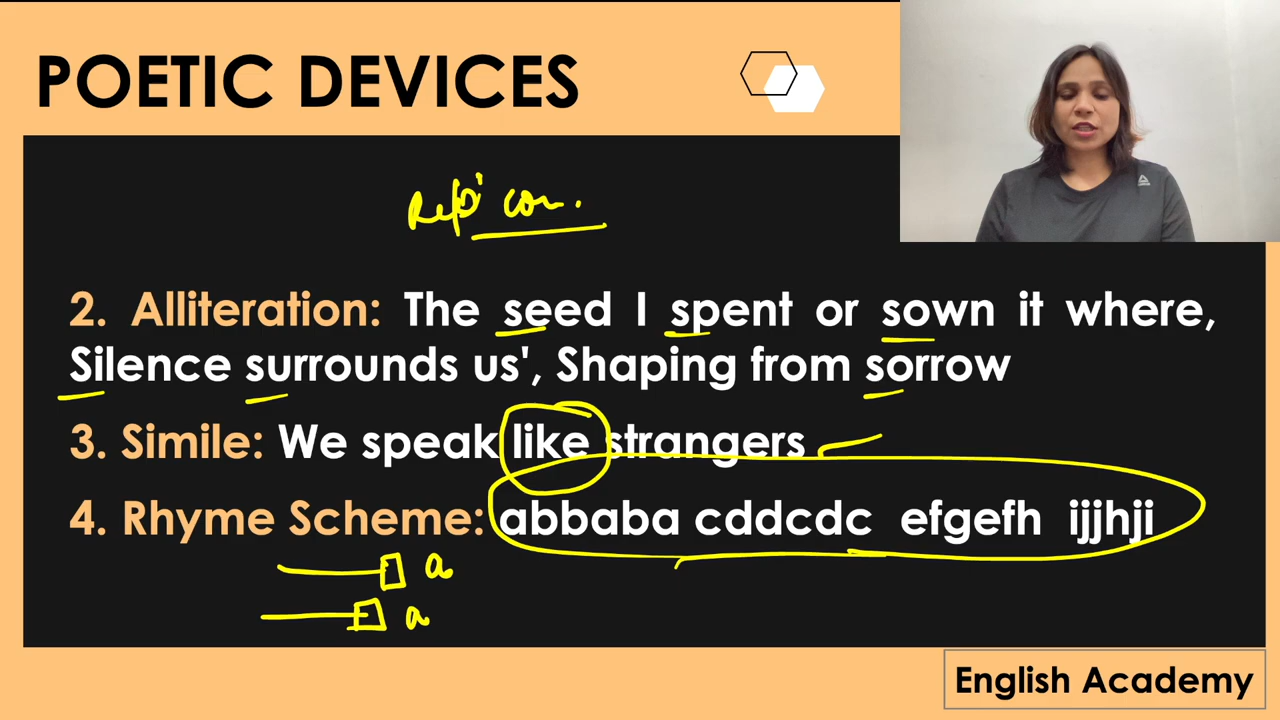 POETIC DEVICES
2. Alliteration: The seed I spent or sown it where,
Silence surrounds us', Shaping from sorrow
3. Simile: We speak like strangers
4. Rhyme Scheme: abbaba cddcdc efgefh ijjhji
a
a
English Academy